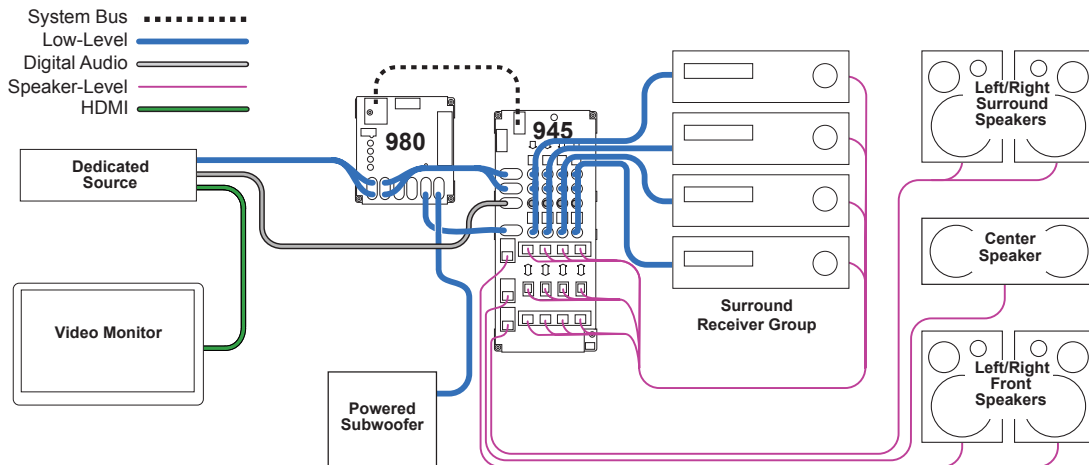 System Bus
Low-Level
Digital Audio
Speaker-Level
HDMI
980
945
Dedicated
Source
Video Monitor
Powered
Subwoofer
Surround
Receiver Group
Left/Right
Surround
Speakers
Center
Speaker
Left/Right
Front
Speakers